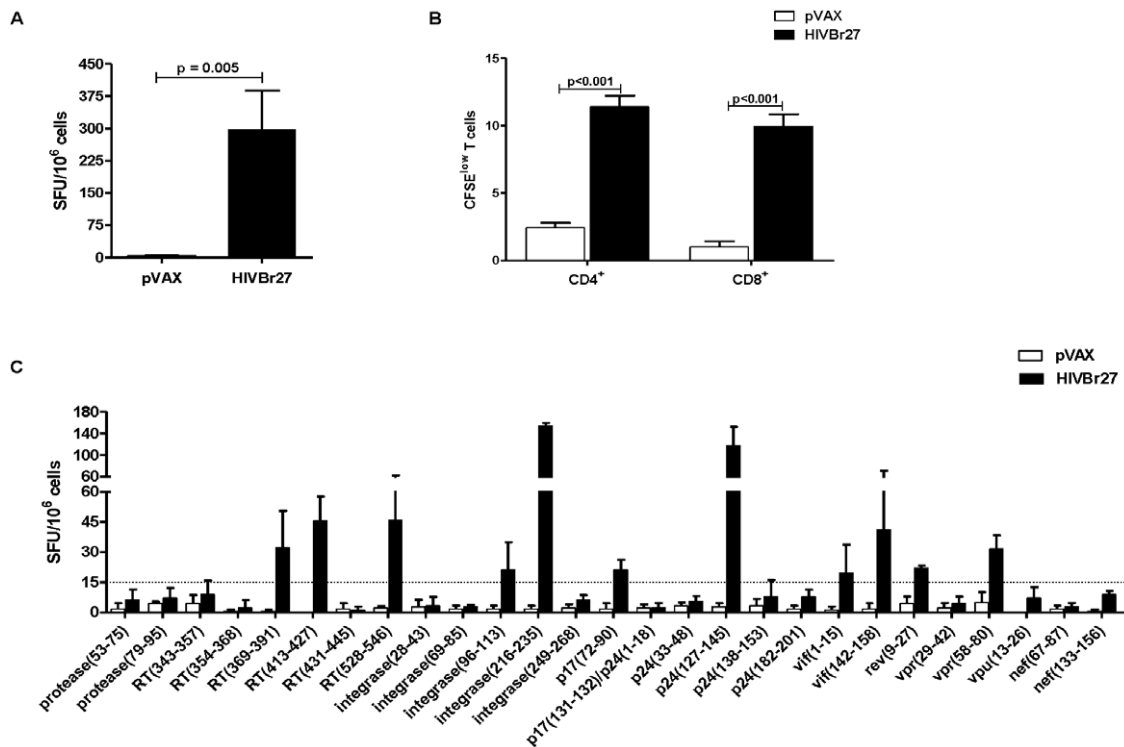 A
SFU/10⁶ cells
450
375
300
225
150
75
0
p = 0.005
pVAX
HIVBr27
B
pVAX
HIVBr27
CFSEˡᵒʷ T cells
15
10
5
0
p<0.001
p<0.001
CD4⁺
CD8⁺
C
pVAX
HIVBr27
SFU/10⁶ cells
180
140
100
60
60
45
30
15
0
protease(53-75)
protease(79-95)
RT(343-357)
RT(354-368)
RT(369-391)
RT(413-427)
RT(431-445)
RT(528-546)
integrase(28-43)
integrase(69-85)
integrase(96-113)
integrase(216-235)
integrase(249-268)
p17(72-90)
p17(131-132)/p24(1-18)
p24(33-48)
p24(127-145)
p24(138-153)
p24(182-201)
vif(1-15)
vif(142-158)
rev(9-27)
vpr(29-42)
vpr(58-80)
vpu(13-26)
nef(67-87)
nef(133-156)